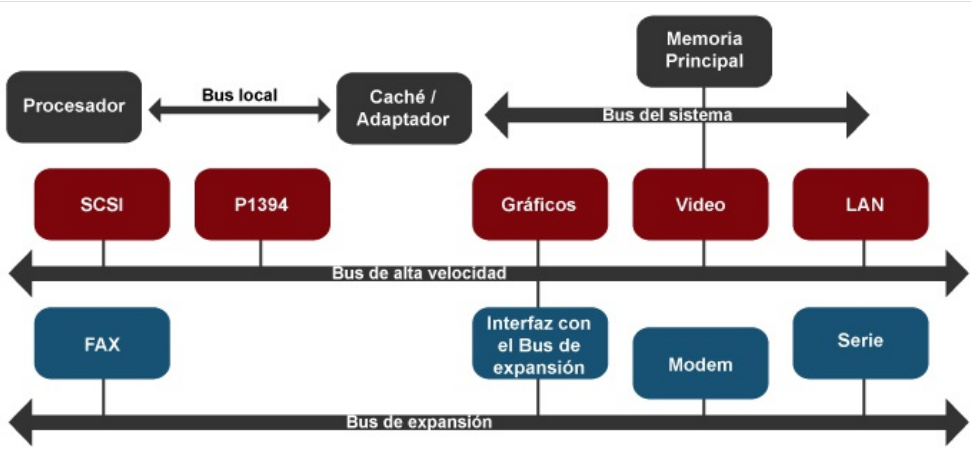 Memoria
Principal
Procesador
Bus local
Caché /
Adaptador
Bus del sistema
SCSI
P1394
Gráficos
Video
LAN
Bus de alta velocidad
FAX
Interfaz con
el Bus de
expansión
Modem
Serie
Bus de expansión